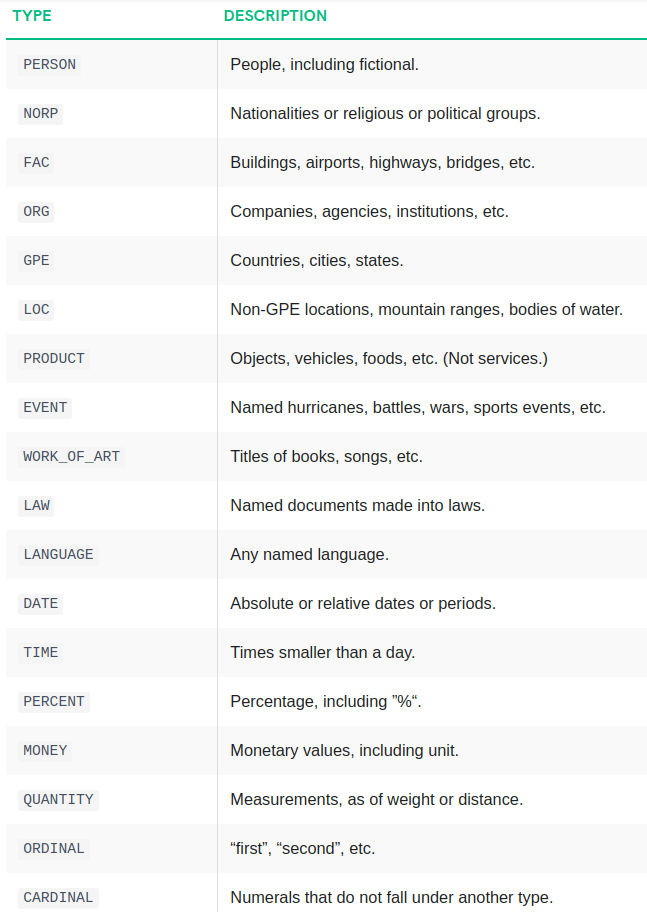 TYPE DESCRIPTION
PERSON People, including fictional.
NORP Nationalities or religious or political groups.
FAC Buildings, airports, highways, bridges, etc.
ORG Companies, agencies, institutions, etc.
GPE Countries, cities, states.
LOC Non-GPE locations, mountain ranges, bodies of water.
PRODUCT Objects, vehicles, foods, etc. (Not services.)
EVENT Named hurricanes, battles, wars, sports events, etc.
WORK_OF_ART Titles of books, songs, etc.
LAW Named documents made into laws.
LANGUAGE Any named language.
DATE Absolute or relative dates or periods.
TIME Times smaller than a day.
PERCENT Percentage, including ”%“.
MONEY Monetary values, including unit.
QUANTITY Measurements, as of weight or distance.
ORDINAL “first”, “second”, etc.
CARDINAL Numerals that do not fall under another type.